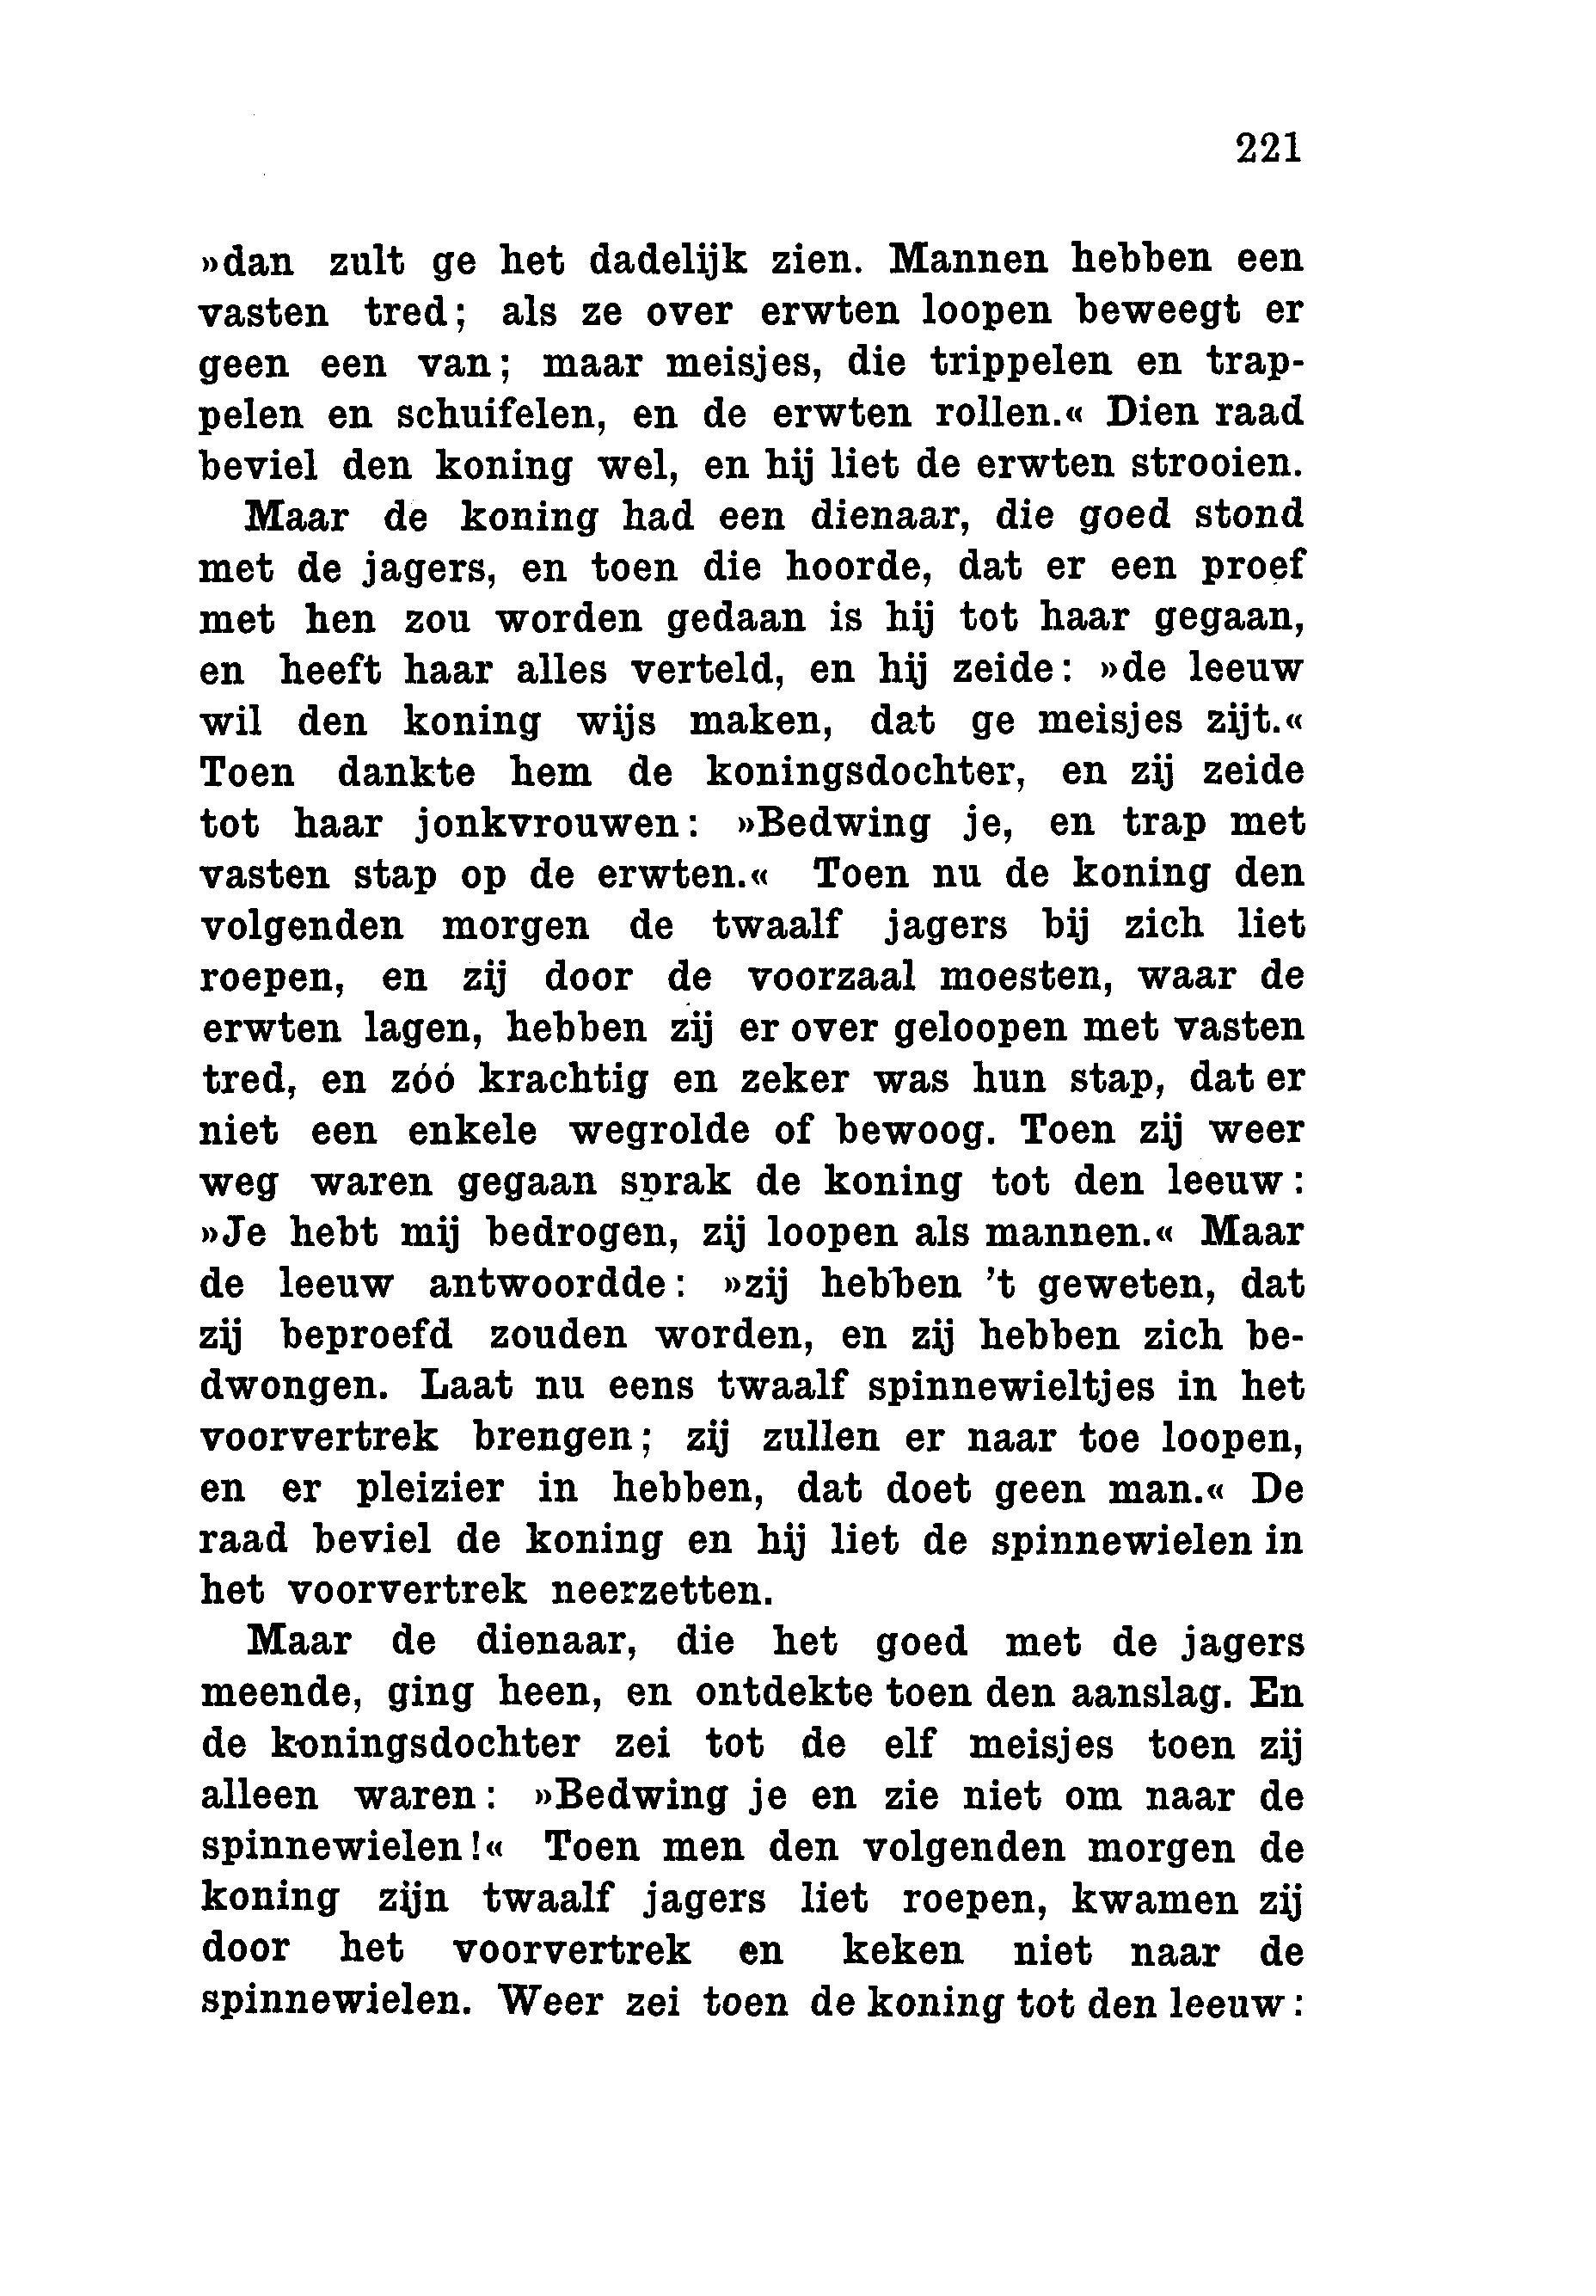 221
»dan zult ge het dadelijk zien. Mannen hebben een
vasten tred; als ze over erwten loopen beweegt er
geen een van; maar meisjes, die trippelen en trap-
pelen en schuifelen, en de erwten rollen.« Dien raad
beviel den koning wel, en hij liet de erwten strooien.
Maar de koning had een dienaar, die goed stond
met de jagers, en toen die hoorde, dat er een proef
met hen zou worden gedaan is hij tot haar gegaan,
en heeft haar alles verteld, en hij zeide: »de leeuw
wil den koning wijs maken, dat ge meisjes zijt.«
Toen dankte hem de koningsdochter, en zij zeide
tot haar jonkvrouwen: »Bedwing je, en trap met
vasten stap op de erwten.« Toen nu de koning den
volgenden morgen de twaalf jagers bij zich liet
roepen, en zij door de voorzaal moesten, waar de
erwten lagen, hebben zij er over geloopen met vasten
tred, en zóó krachtig en zeker was hun stap, dat er
niet een enkele wegrolde of bewoog. Toen zij weer
weg waren gegaan sprak de koning tot den leeuw:
»Je hebt mij bedrogen, zij loopen als mannen.« Maar
de leeuw antwoordde: »zij hebben 't geweten, dat
zij beproefd zouden worden, en zij hebben zich be-
dwongen. Laat nu eens twaalf spinnewieltjes in het
voorvertrek brengen; zij zullen er naar toe loopen,
en er pleizier in hebben, dat doet geen man.« De
raad beviel de koning en hij liet de spinnewielen in
het voorvertrek neerzetten.
Maar de dienaar, die het goed met de jagers
meende, ging heen, en ontdekte toen den aanslag. En
de koningsdochter zei tot de elf meisjes toen zij
alleen waren: »Bedwing je en zie niet om naar de
spinnewielen!« Toen men den volgenden morgen de
koning zijn twaalf jagers liet roepen, kwamen zij
door het voorvertrek en keken niet naar de
spinnewielen. Weer zei toen de koning tot den leeuw: